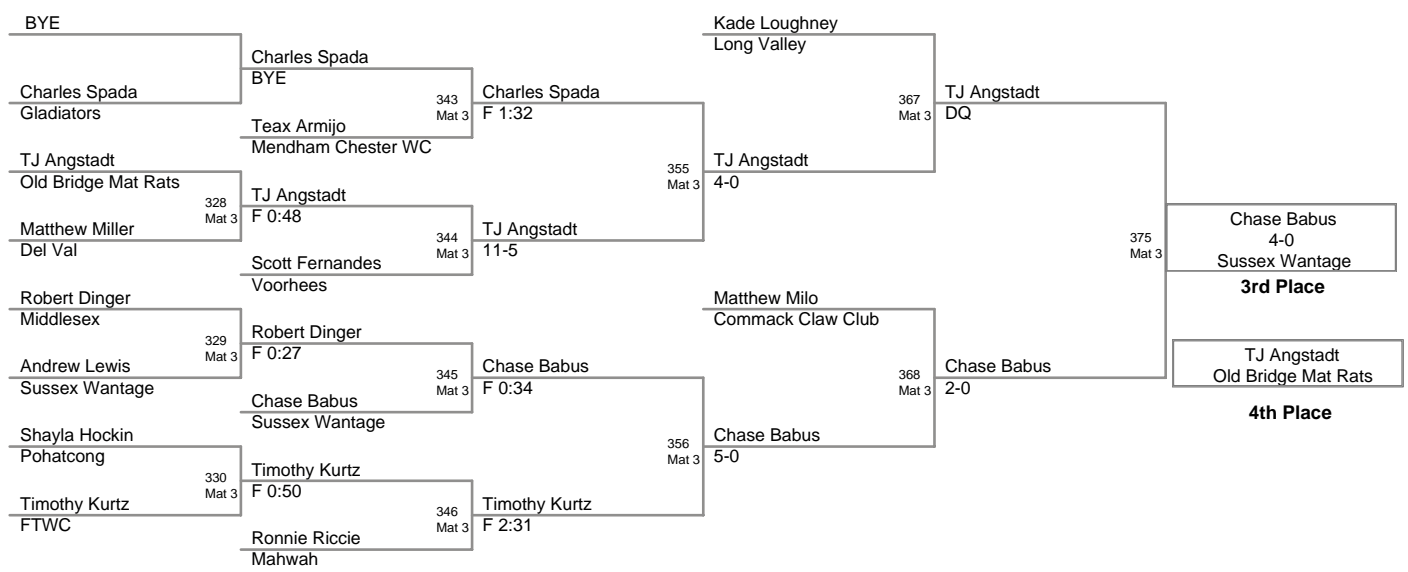 BYE
Charles Spada
Gladiators
TJ Angstadt
Old Bridge Mat Rats
328
Mat 3
Matthew Miller
Del Val
Robert Dinger
Middlesex
329
Mat 3
Andrew Lewis
Sussex Wantage
Shayla Hockin
Pohatcong
330
Mat 3
Timothy Kurtz
FTWC
Charles Spada
BYE
343
Mat 3
Teax Armijo
Mendham Chester WC
TJ Angstadt
F 0:48
344
Mat 3
Scott Fernandes
Voorhees
Robert Dinger
F 0:27
345
Mat 3
Chase Babus
Sussex Wantage
Timothy Kurtz
F 0:50
346
Mat 3
Ronnie Riccie
Mahwah
Charles Spada
F 1:32
355
Mat 3
TJ Angstadt
11-5
Chase Babus
F 0:34
356
Mat 3
Timothy Kurtz
F 2:31
Kade Loughney
Long Valley
367
Mat 3
TJ Angstadt
4-0
Matthew Milo
Commack Claw Club
368
Mat 3
Chase Babus
5-0
TJ Angstadt
DQ
375
Mat 3
Chase Babus
2-0
Chase Babus
4-0
Sussex Wantage
3rd Place
TJ Angstadt
Old Bridge Mat Rats
4th Place